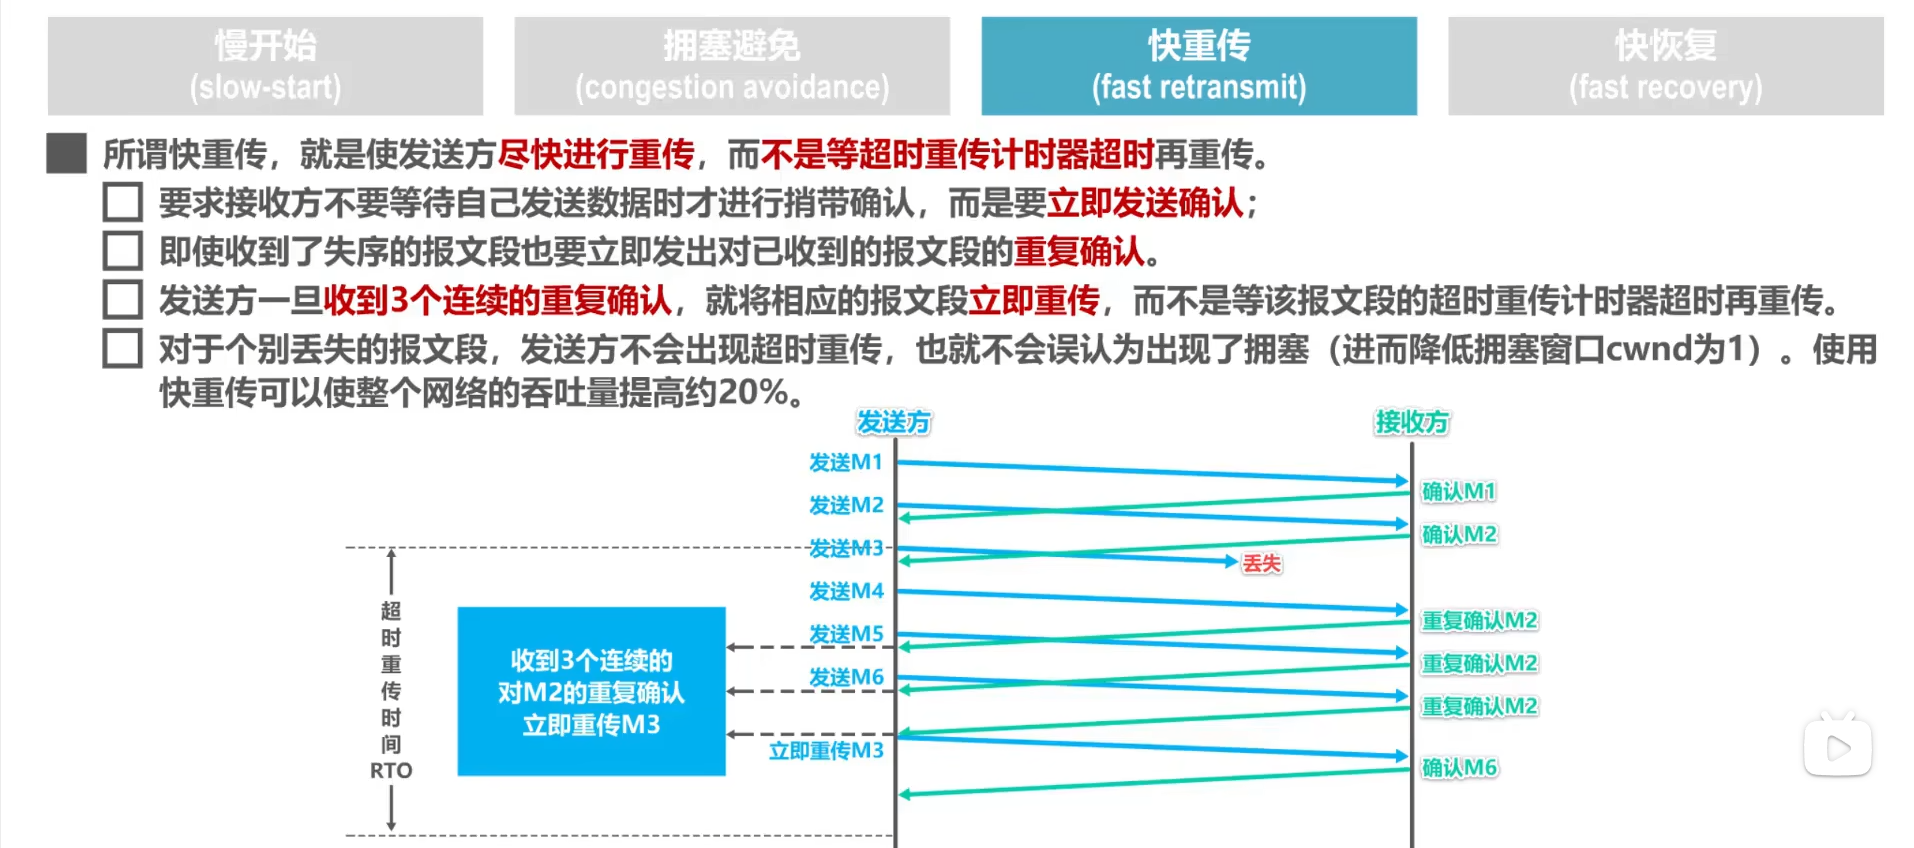 慢开始
(slow-start)
拥塞避免
(congestion avoidance)
快重传
(fast retransmit)
快恢复
(fast recovery)
所谓快重传，就是使发送方尽快进行重传，而不是等超时重传计时器超时再重传。
要求接收方不要等待自己发送数据时才进行捎带确认，而是要立即发送确认；
即使收到了失序的报文段也要立即发出对已收到的报文段的重复确认。
发送方一旦收到3个连续的重复确认，就将相应的报文段立即重传，而不是等该报文段的超时重传计时器超时再重传。
对于个别丢失的报文段，发送方不会出现超时重传，也就不会误认为出现了拥塞（进而降低拥塞窗口cwnd为1）。使用
快重传可以使整个网络的吞吐量提高约20%。
发送方
接收方
发送M1
确认M1
发送M2
确认M2
发送M3
丢失
发送M4
重复确认M2
发送M5
重复确认M2
发送M6
重复确认M2
立即重传M3
确认M6
超时重传时间
RTO
收到3个连续的
对M2的重复确认
立即重传M3